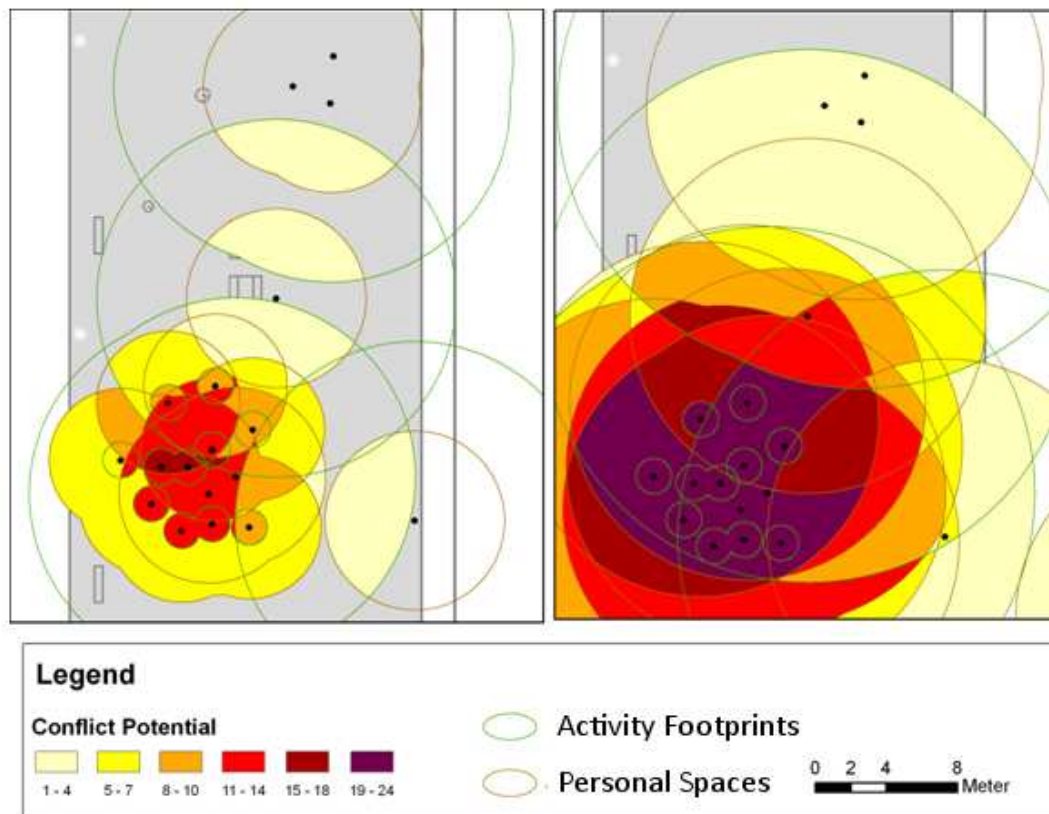 Legend
Conflict Potential
1 - 4 5 - 7 8 - 10 11 - 14 15 - 18 19 - 24
Activity Footprints
Personal Spaces
0 2 4 8
Meter